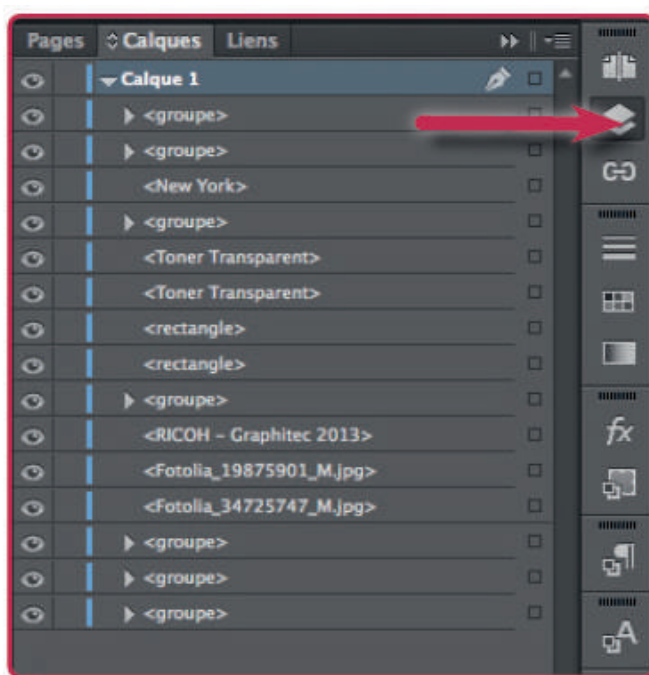 Pages Calques Liens
Calque 1
<groupe>
<groupe>
<New York>
<groupe>
<Toner Transparent>
<Toner Transparent>
<rectangle>
<rectangle>
<groupe>
<RICOH – Graphitec 2013>
<Fotolia_19875901_M.jpg>
<Fotolia_34725747_M.jpg>
<groupe>
<groupe>
<groupe>
fx
A